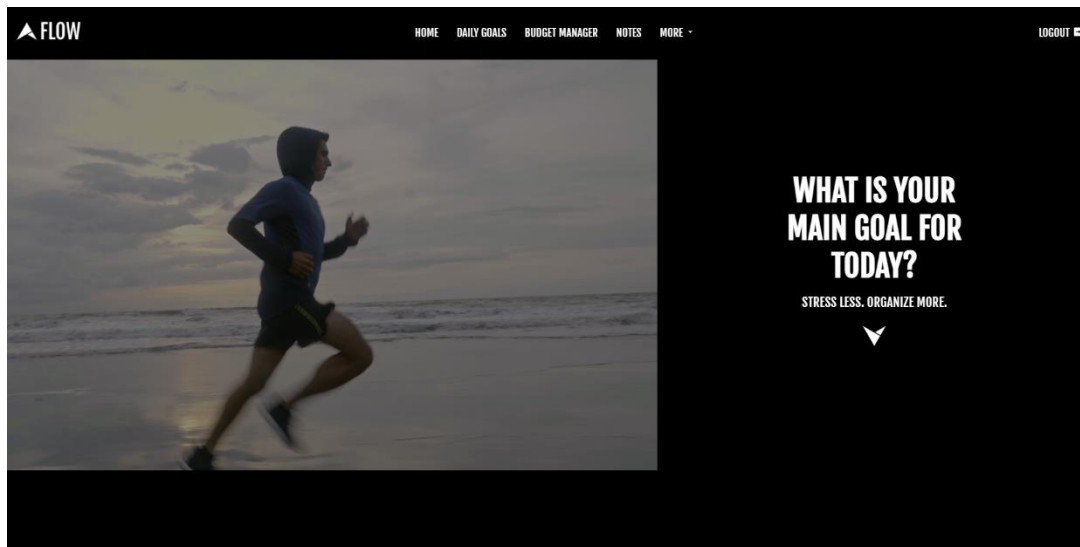 FLOW
HOME DAILY GOALS BUDGET MANAGER NOTES MORE
LOGOUT
WHAT IS YOUR
MAIN GOAL FOR
TODAY?
STRESS LESS. ORGANIZE MORE.